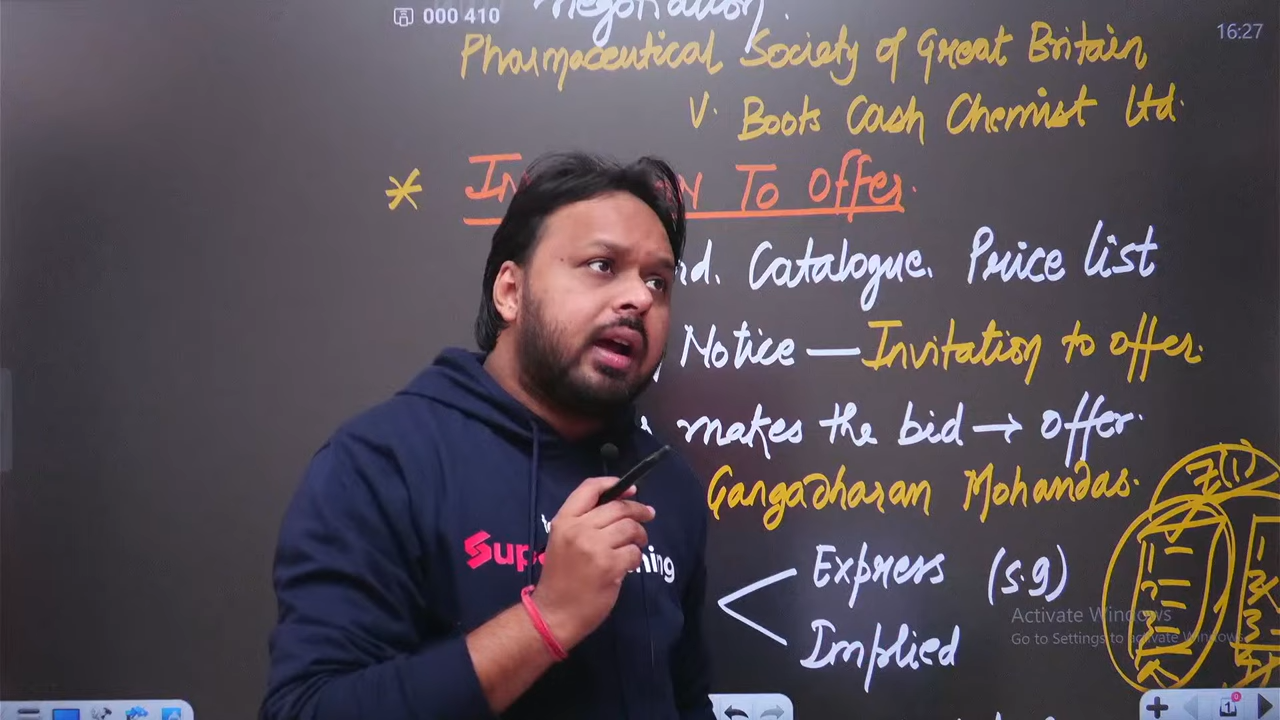 000 410
16:27
negotiation.
Pharmaceutical Society of Great Britain
V. Boots Cash Chemist Ltd.
* To Offer.
Catalogue. Price list
Notice — Invitation to offer.
makes the bid → offer.
Gangadharan Mohandas.
Express (S.9)
Implied
Activate Windows
Go to Settings to activate Windows.